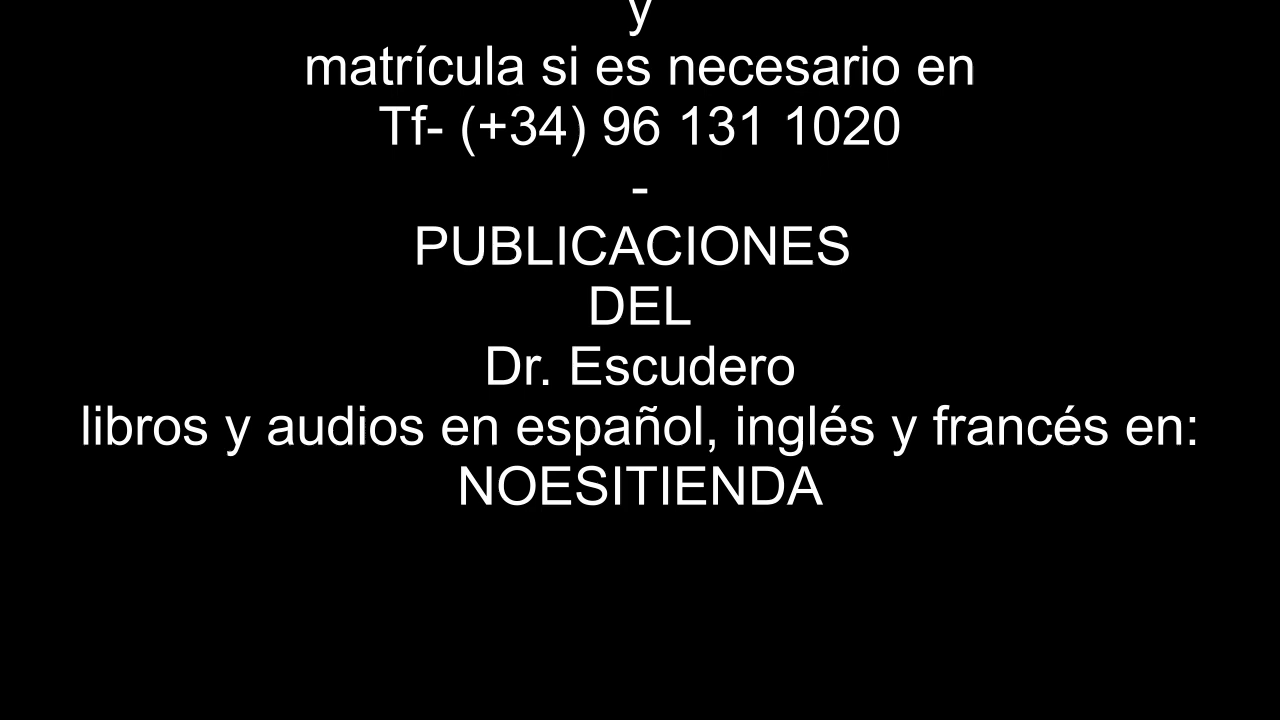 y
matrícula si es necesario en
Tf- (+34) 96 131 1020
-
PUBLICACIONES
DEL
Dr. Escudero
libros y audios en español, inglés y francés en:
NOESITIENDA